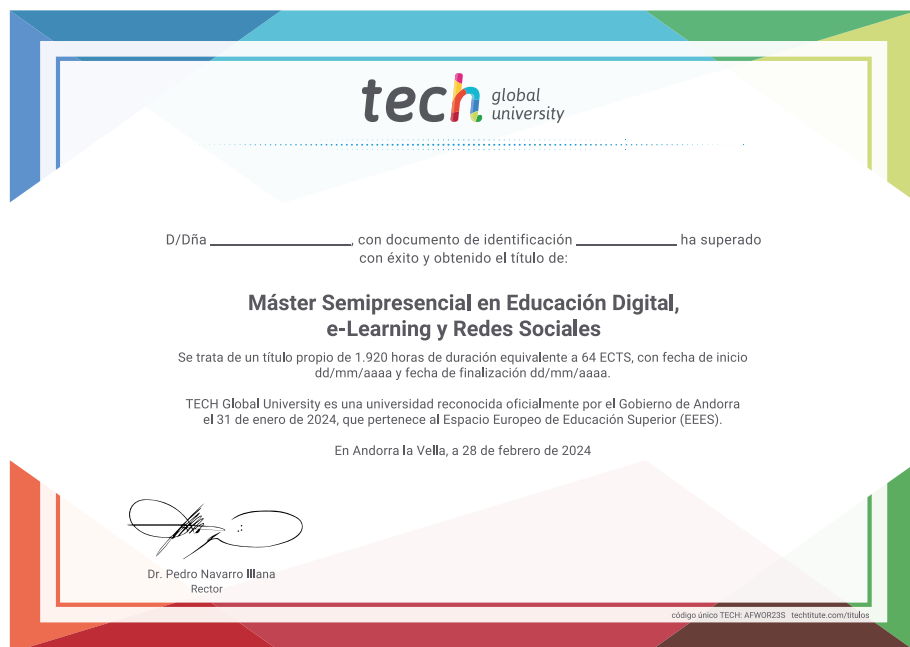 tech global
university
D/Dña ______________, con documento de identificación ____________ ha superado
con éxito y obtenido el título de:
Máster Semipresencial en Educación Digital,
e-Learning y Redes Sociales
Se trata de un título propio de 1.920 horas de duración equivalente a 64 ECTS, con fecha de inicio
dd/mm/aaaa y fecha de finalización dd/mm/aaaa.
TECH Global University es una universidad reconocida oficialmente por el Gobierno de Andorra
el 31 de enero de 2024, que pertenece al Espacio Europeo de Educación Superior (EEES).
En Andorra la Vella, a 28 de febrero de 2024
Dr. Pedro Navarro Illana
Rector
código único TECH: AFWOR23S techtitute.com/titulos